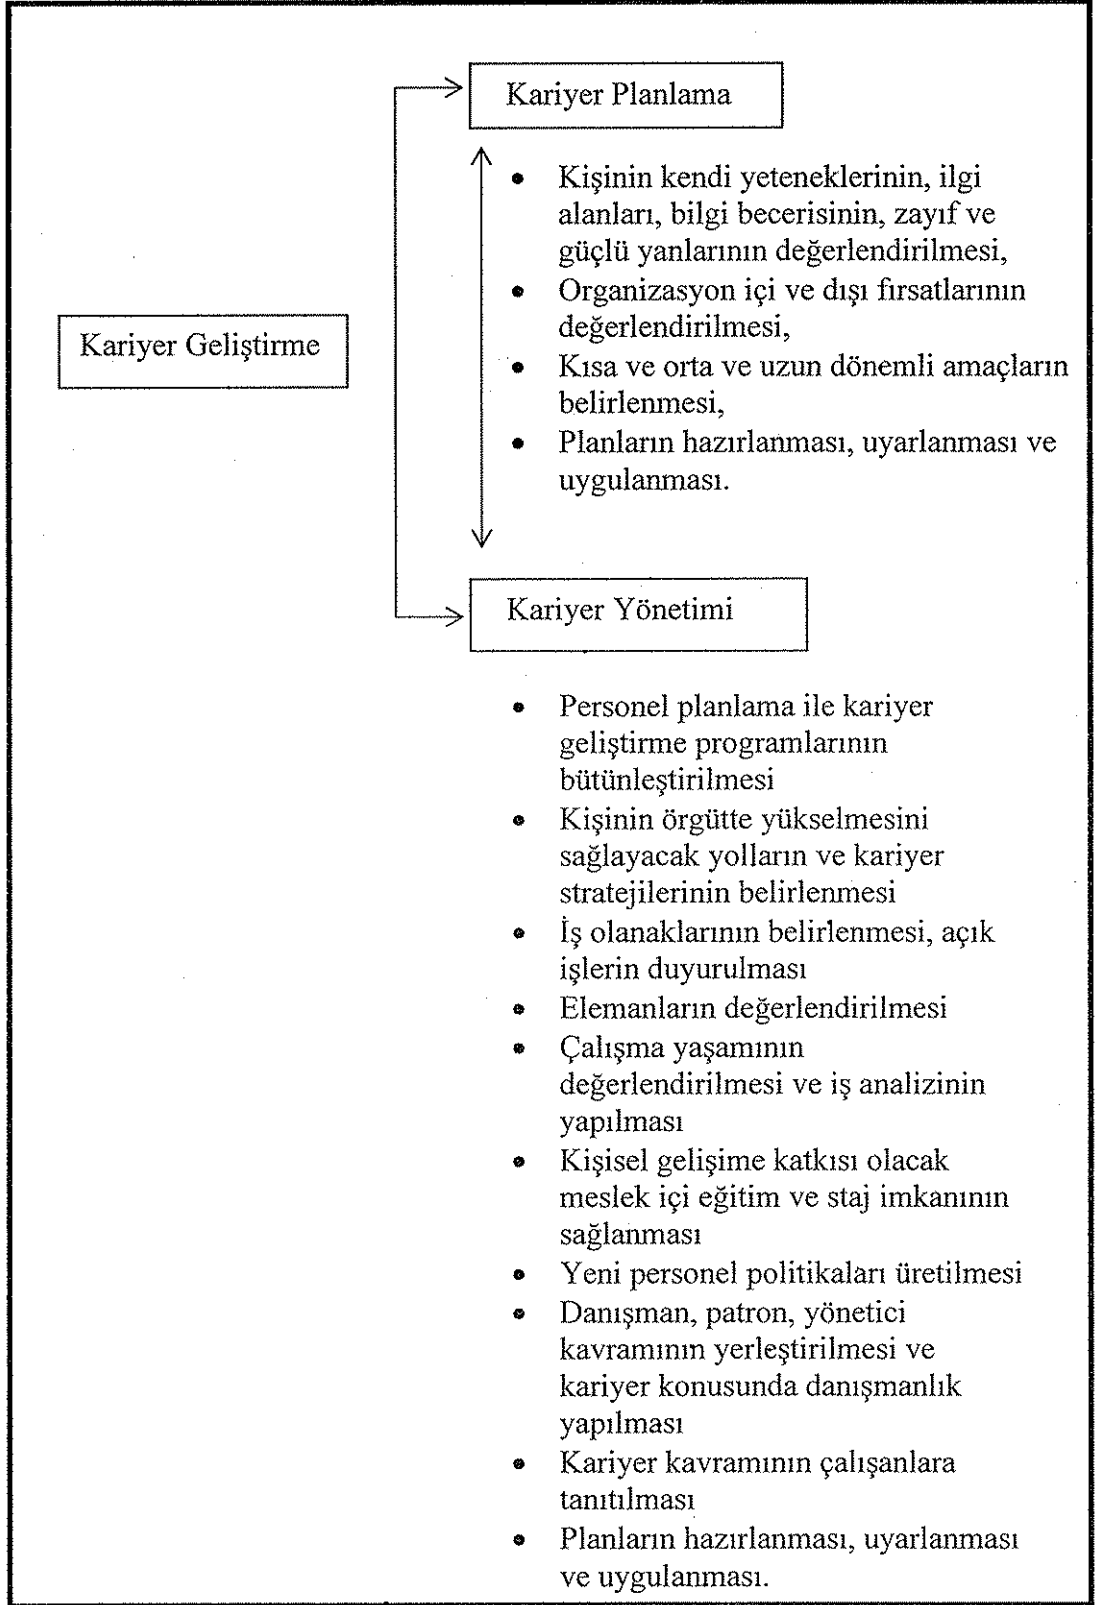 Kariyer Planlama
• Kişinin kendi yeteneklerinin, ilgi
alanları, bilgi becerisinin, zayıf ve
güçlü yanlarının değerlendirilmesi,
• Organizasyon içi ve dışı fırsatlarının
değerlendirilmesi,
• Kısa ve orta ve uzun dönemli amaçların
belirlenmesi,
• Planların hazırlanması, uyarlanması ve
uygulanması.
Kariyer Geliştirme
Kariyer Yönetimi
• Personel planlama ile kariyer
geliştirme programlarının
bütünleştirilmesi
• Kişinin örgütte yükselmesini
sağlayacak yolların ve kariyer
stratejilerinin belirlenmesi
• İş olanaklarının belirlenmesi, açık
işlerin duyurulması
• Elemanların değerlendirilmesi
• Çalışma yaşamının
değerlendirilmesi ve iş analizinin
yapılması
• Kişisel gelişime katkısı olacak
meslek içi eğitim ve staj imkanının
sağlanması
• Yeni personel politikaları üretilmesi
• Danışman, patron, yönetici
kavramının yerleştirilmesi ve
kariyer konusunda danışmanlık
yapılması
• Kariyer kavramının çalışanlara
tanıtılması
• Planların hazırlanması, uyarlanması
ve uygulanması.